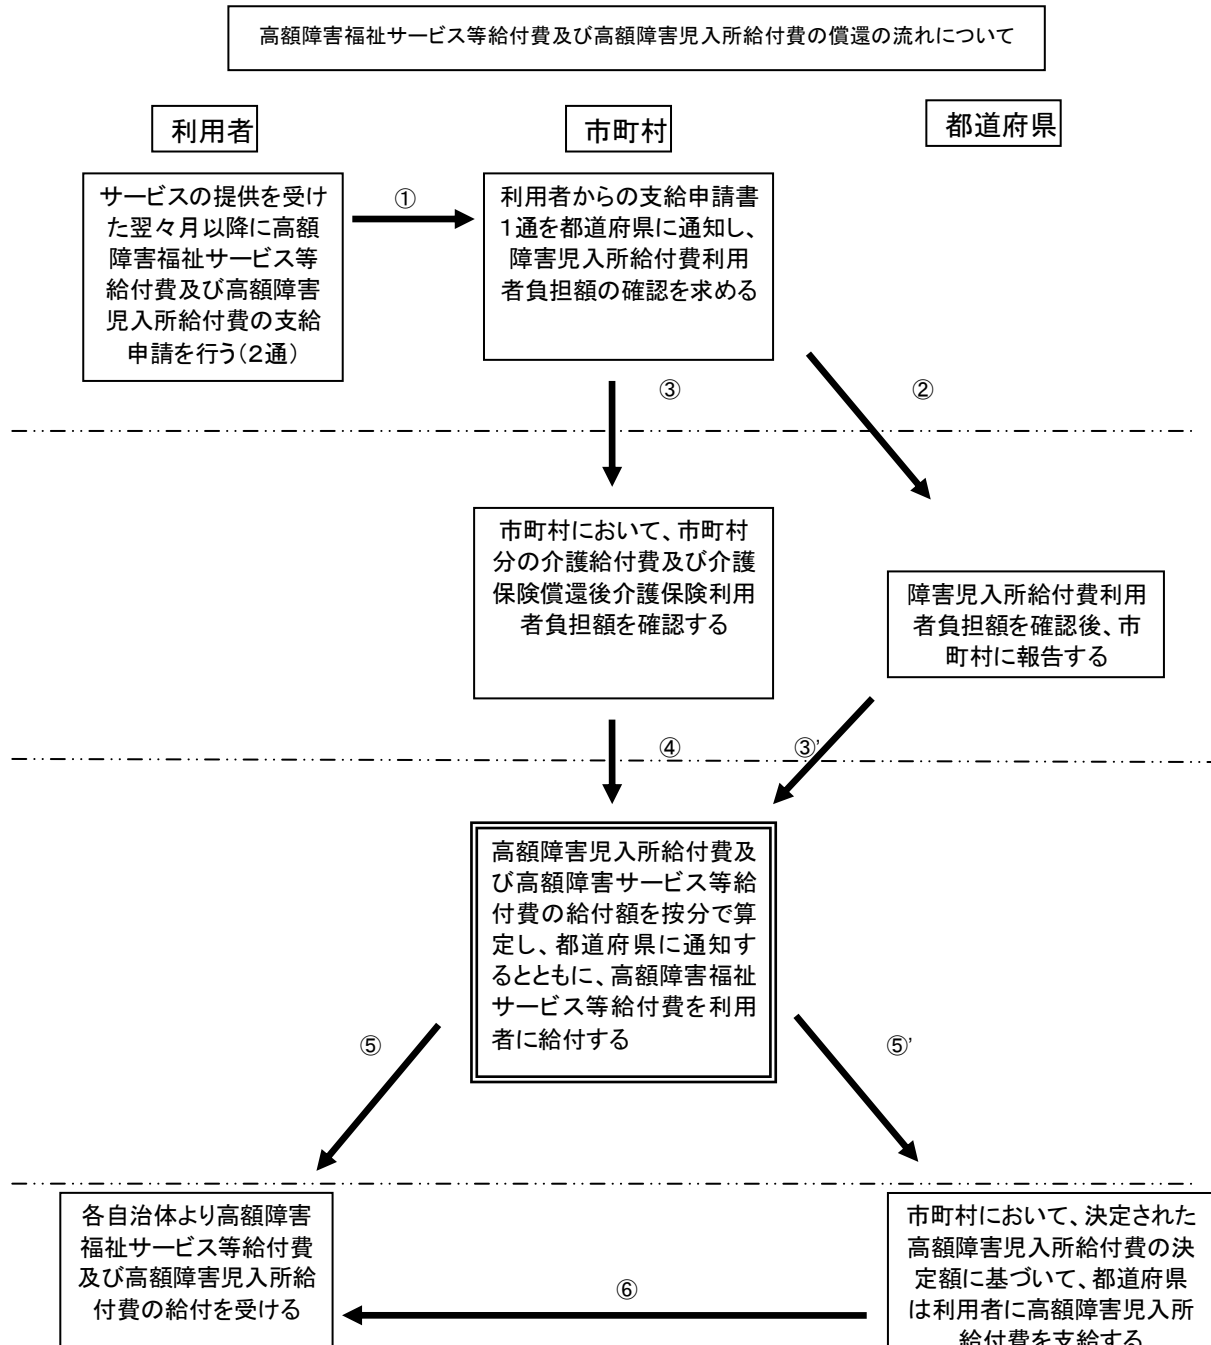 高額障害福祉サービス等給付費及び高額障害児入所給付費の償還の流れについて
利用者
市町村
都道府県
サービスの提供を受け
た翌々月以降に高額
障害福祉サービス等
給付費及び高額障害
児入所給付費の支給
申請を行う(2通)
①
利用者からの支給申請書
1通を都道府県に通知し、
障害児入所給付費利用
者負担額の確認を求める
③
②
市町村において、市町村
分の介護給付費及び介護
保険償還後介護保険利用
者負担額を確認する
障害児入所給付費利用
者負担額を確認後、市
町村に報告する
④
③’
高額障害児入所給付費及
び高額障害サービス等給
付費の給付額を按分で算
定し、都道府県に通知す
るとともに、高額障害福祉
サービス等給付費を利用
者に給付する
⑤
⑤’
各自治体より高額障害
福祉サービス等給付費
及び高額障害児入所給
付費の給付を受ける
⑥
市町村において、決定された
高額障害児入所給付費の決
定額に基づいて、都道府県
は利用者に高額障害児入所
給付費を支給する